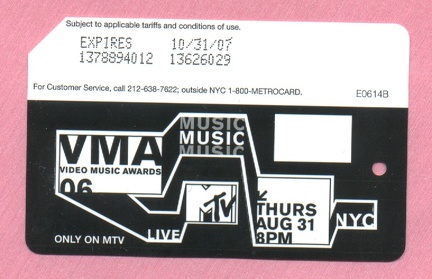 Subject to applicable tariffs and conditions of use.
EXPIRES 10/31/07
1378894012 13626029
For Customer Service, call 212-638-7622; outside NYC 1-800-METROCARD.
E0614B
MUSIC
MUSIC
MUSIC
VMA
VIDEO MUSIC AWARDS
06
MTV
THURS
AUG 31
8PM
NYC
LIVE
ONLY ON MTV